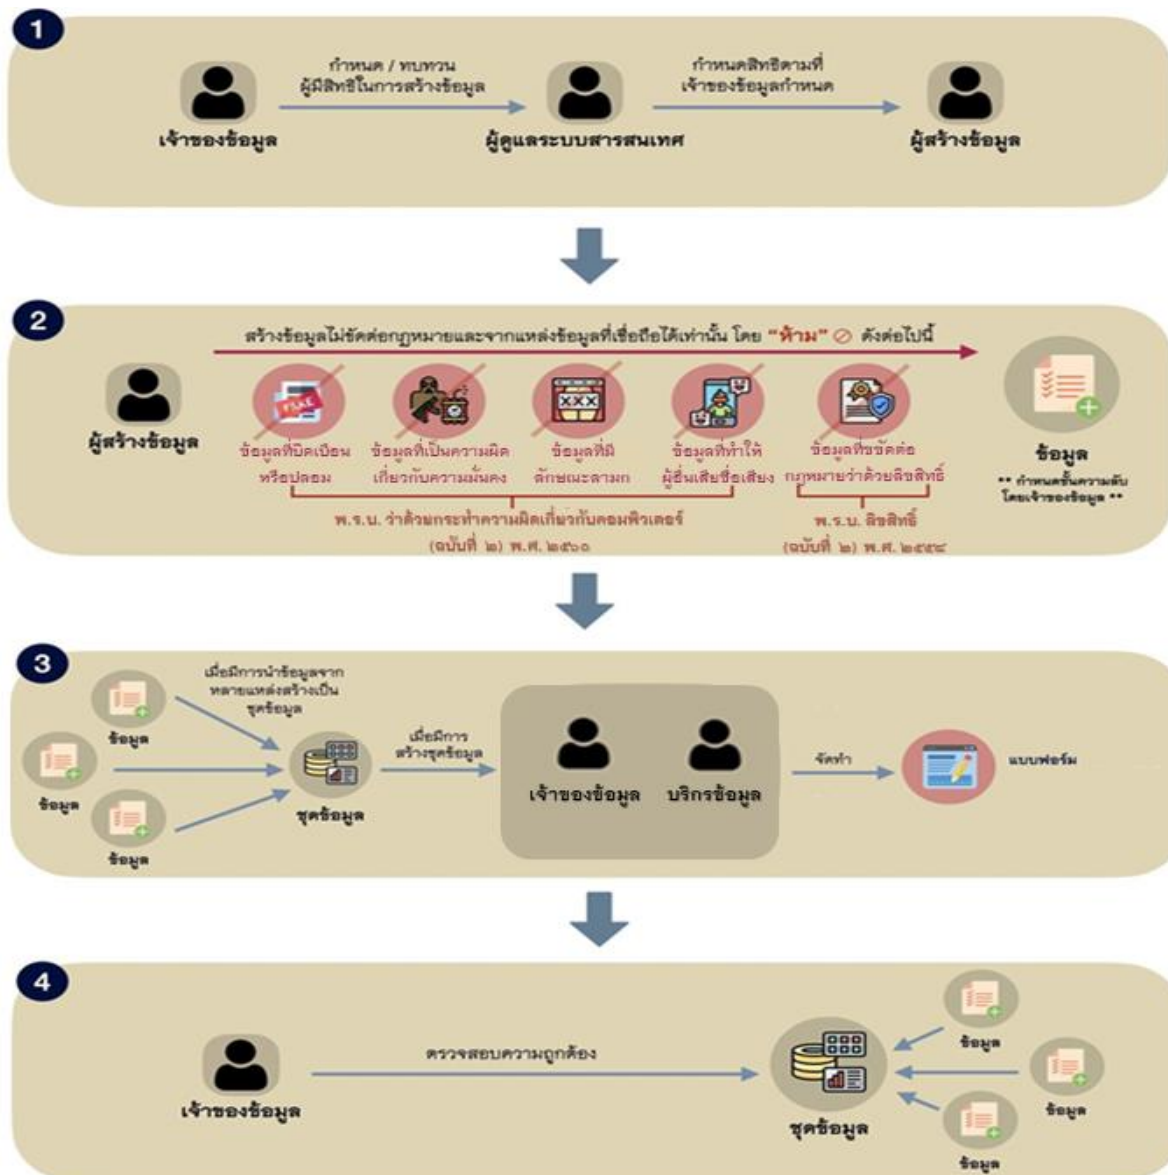 1
กำหนด / ทบทวน
ผู้มีสิทธิในการสร้างข้อมูล
กำหนดสิทธิตามที่
เจ้าของข้อมูลกำหนด
เจ้าของข้อมูล
ผู้ดูแลระบบสารสนเทศ
ผู้สร้างข้อมูล
2
สร้างข้อมูลไม่ขัดต่อกฎหมายและจากแหล่งข้อมูลที่เชื่อถือได้เท่านั้น โดย "ห้าม" ดังต่อไปนี้
ผู้สร้างข้อมูล
FAKE
XXX
ข้อมูลที่บิดเบือน
หรือปลอม
ข้อมูลที่เป็นความผิด
เกี่ยวกับความมั่นคง
ข้อมูลที่มี
ลักษณะลามก
ข้อมูลที่ทำให้
ผู้อื่นเสียชื่อเสียง
ข้อมูลที่ขัดต่อ
กฎหมายว่าด้วยลิขสิทธิ์
พ.ร.บ. ว่าด้วยกระทำความผิดเกี่ยวกับคอมพิวเตอร์
(ฉบับที่ ๒) พ.ศ. ๒๕๖๐
พ.ร.บ. ลิขสิทธิ์
(ฉบับที่ ๒) พ.ศ. ๒๕๕๘
ข้อมูล
** กำหนดชั้นความลับ
โดยเจ้าของข้อมูล **
3
เมื่อมีการนำข้อมูลจาก
หลายแหล่งสร้างเป็น
ชุดข้อมูล
ข้อมูล
ข้อมูล
ข้อมูล
ชุดข้อมูล
เมื่อมีการ
สร้างชุดข้อมูล
เจ้าของข้อมูล
บริกรข้อมูล
จัดทำ
แบบฟอร์ม
4
เจ้าของข้อมูล
ตรวจสอบความถูกต้อง
ชุดข้อมูล
ข้อมูล
ข้อมูล
ข้อมูล